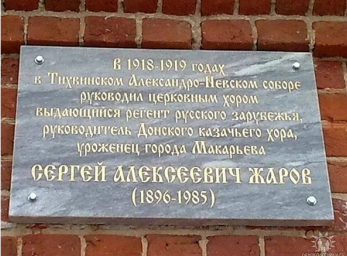 В 1918-1919 годах
в Тихвинском Александро-Невском соборе
руководил церковным хором
выдающийся регент русского зарубежья,
руководитель Донского казачьего хора,
уроженец города Макарьева
СЕРГЕЙ АЛЕКСЕЕВИЧ ЖАРОВ
(1896-1985)